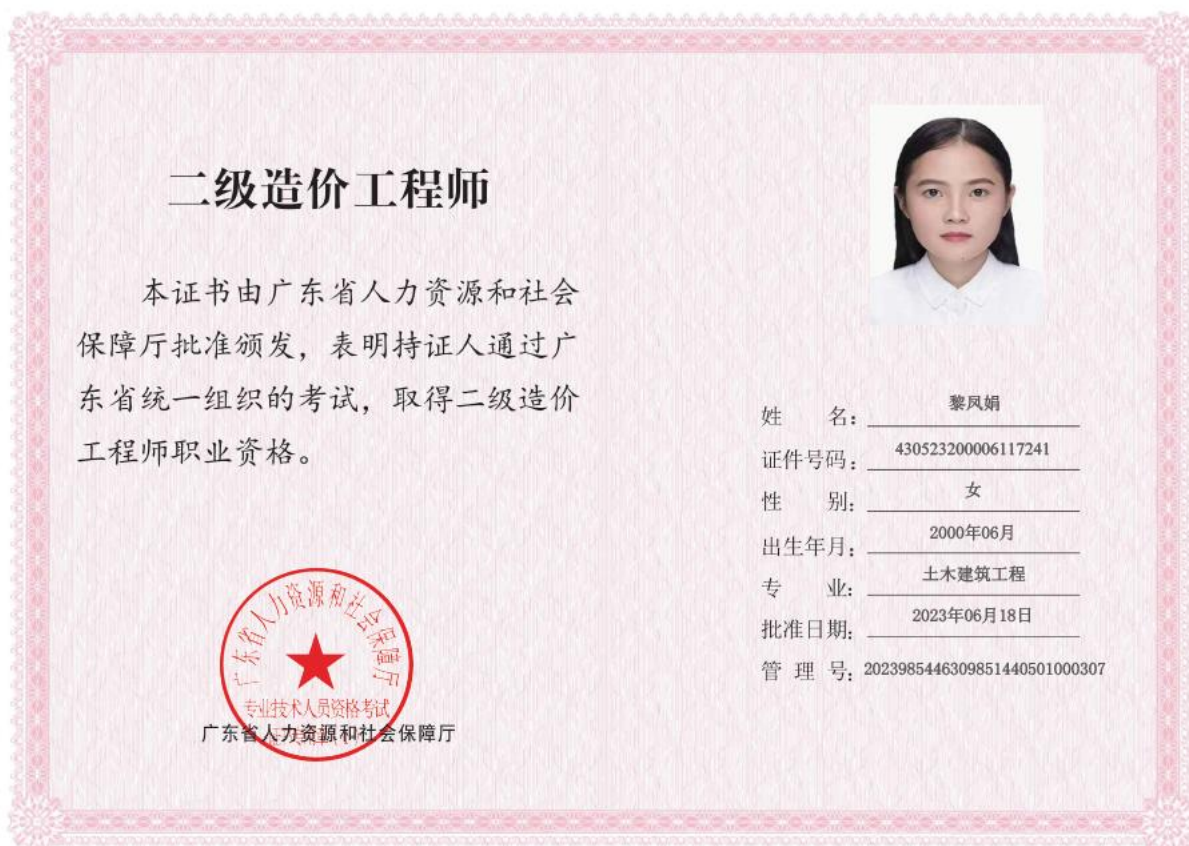 二级造价工程师
本证书由广东省人力资源和社会
保障厅批准颁发，表明持证人通过广
东省统一组织的考试，取得二级造价
工程师职业资格。
广东省人力资源和社会保障厅
专业技术人员资格考试
广东省人力资源和社会保障厅
姓　　名：黎凤娟
证件号码：430523200006117241
性　　别：女
出生年月：2000年06月
专　　业：土木建筑工程
批准日期：2023年06月18日
管 理 号：20239854463098514405​01000307